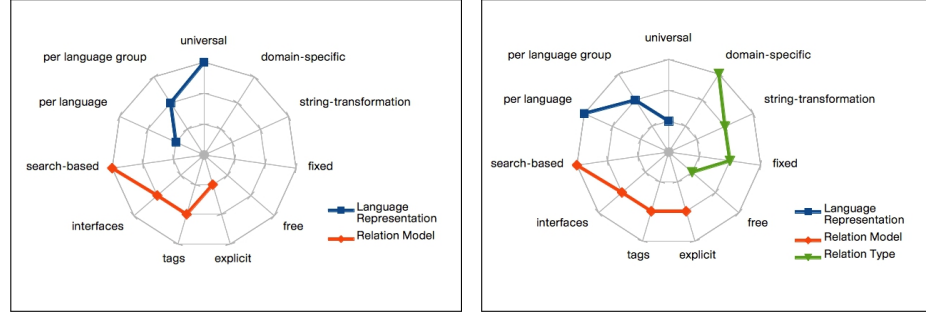 universal
per language group
domain-specific
per language
string-transformation
search-based
fixed
interfaces
free
tags
explicit
Language
Representation
Relation Model
universal
per language group
domain-specific
per language
string-transformation
search-based
fixed
interfaces
free
tags
explicit
Language
Representation
Relation Model
Relation Type